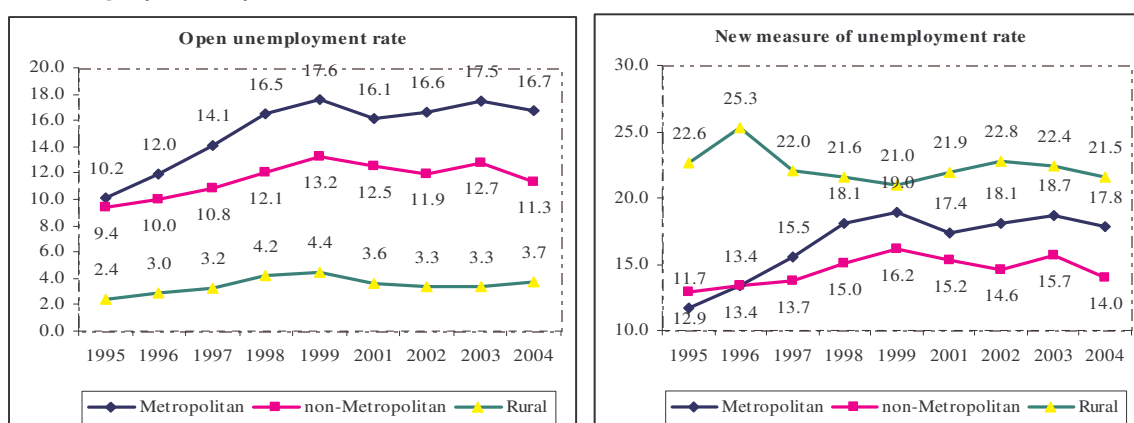 Open unemployment rate
20.0
18.0
16.0
14.0
12.0
10.0
8.0
6.0
4.0
2.0
0.0
10.2 12.0 14.1 16.5 17.6 16.1 16.6 17.5 16.7
9.4 10.0 10.8 12.1 13.2 12.5 11.9 12.7 11.3
2.4 3.0 3.2 4.2 4.4 3.6 3.3 3.3 3.7
1995 1996 1997 1998 1999 2001 2002 2003 2004
Metropolitan non-Metropolitan Rural
New measure of unemployment rate
30.0
25.0
20.0
15.0
10.0
22.6 25.3 22.0 21.6 21.0 21.9 22.8 22.4 21.5
11.7 13.4 15.5 18.1 19.0 17.4 18.1 18.7 17.8
12.9 13.4 13.7 15.0 16.2 15.2 14.6 15.7 14.0
1995 1996 1997 1998 1999 2001 2002 2003 2004
Metropolitan non-Metropolitan Rural